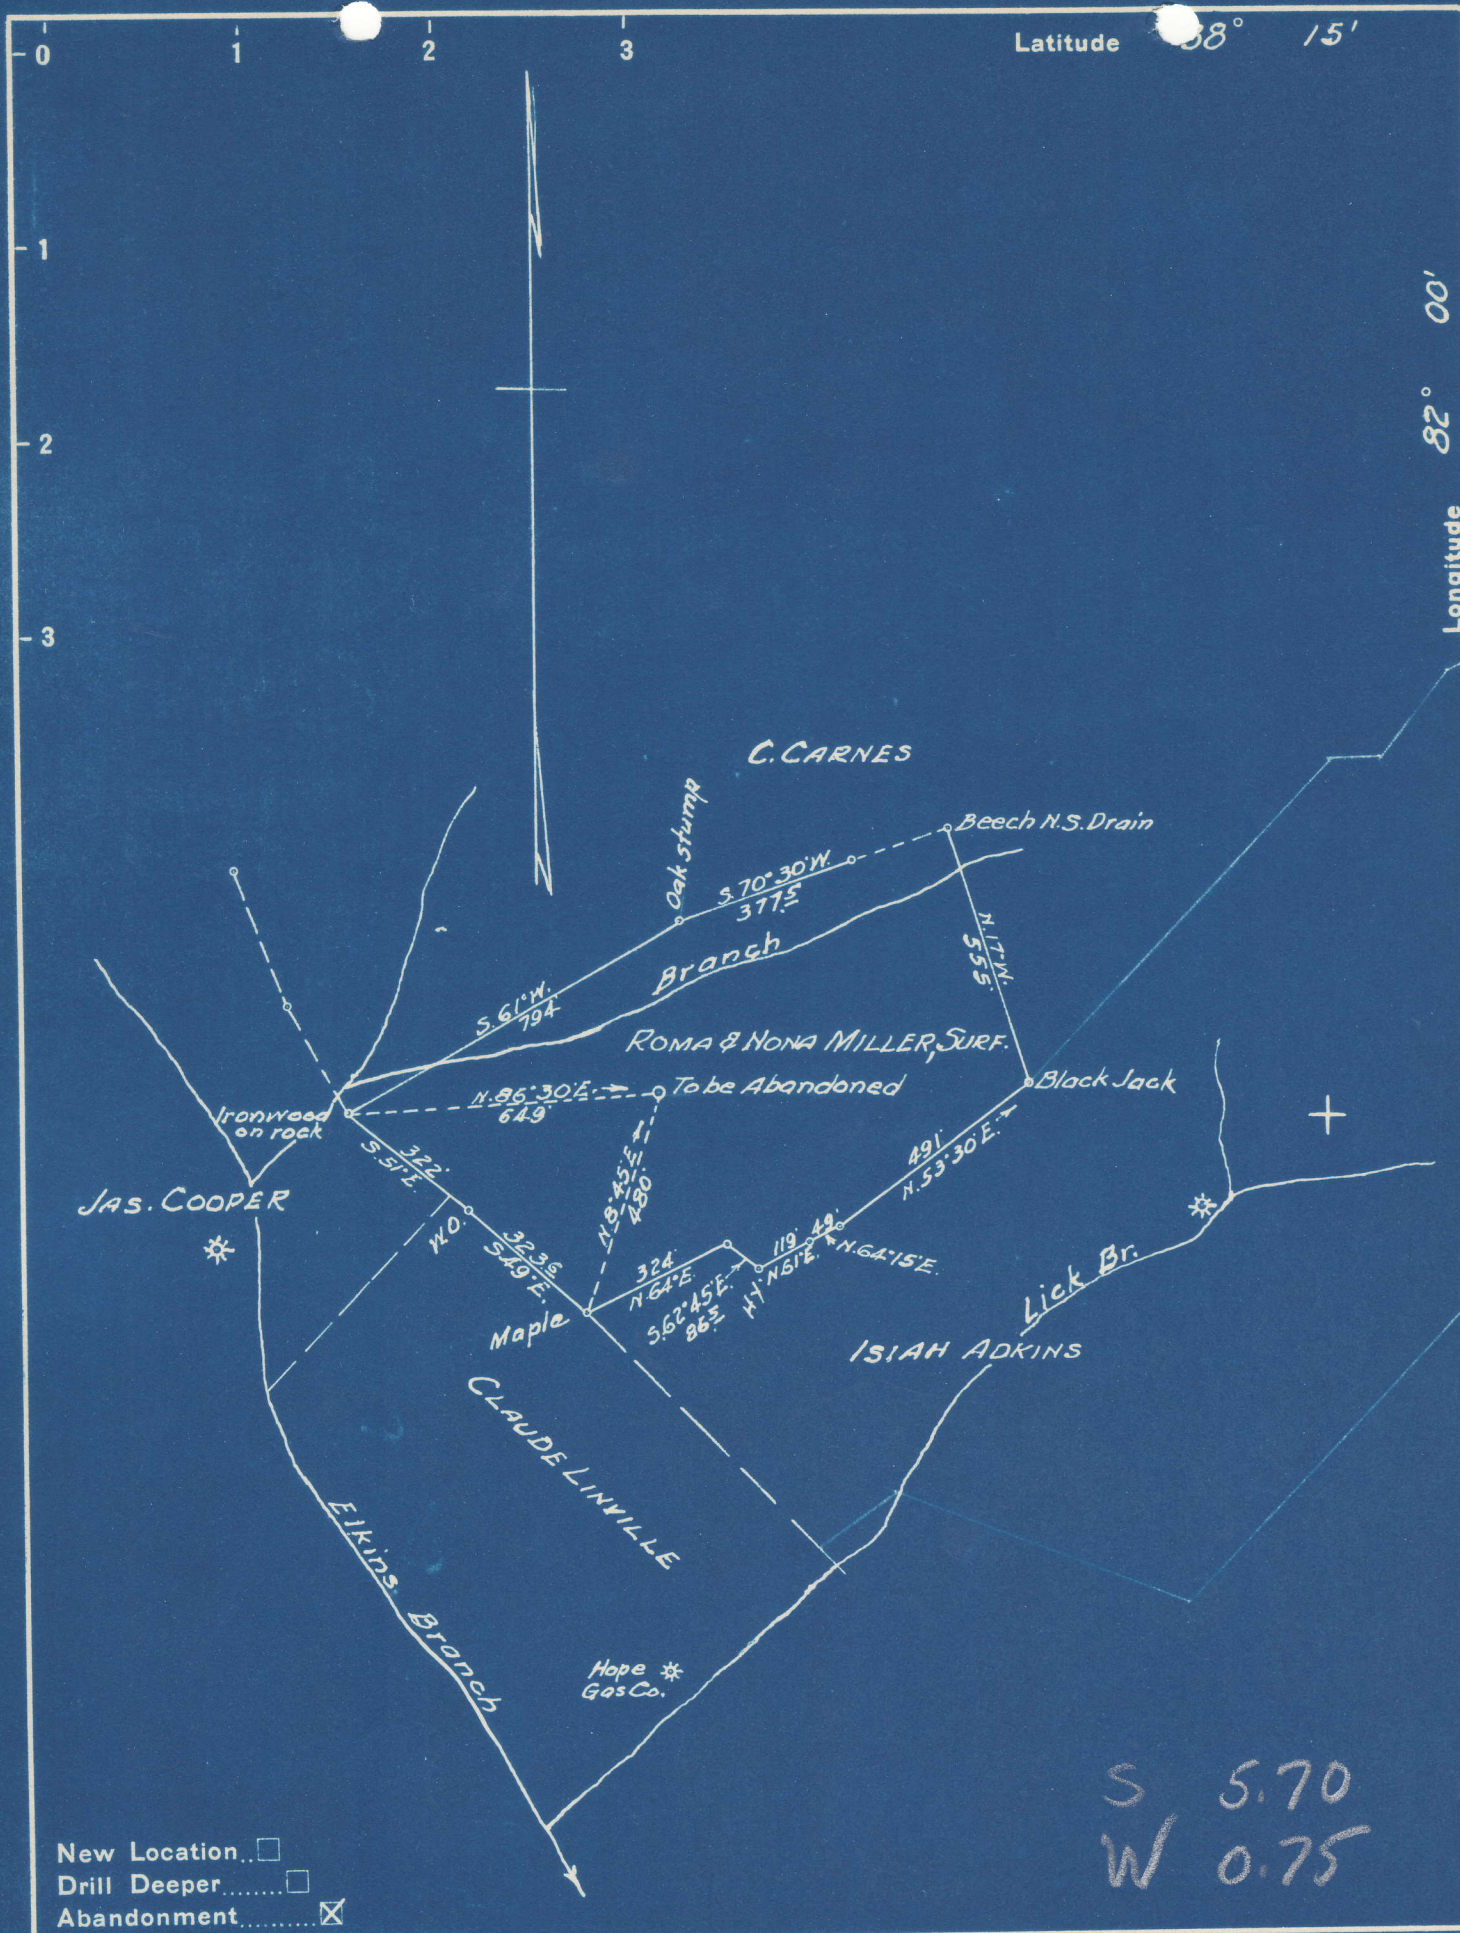 0 1 2 3 Latitude 38° 15'
1
2
3
Longitude 82° 00'
C. CARNES
Oak stump
Beech N.S. Drain
S. 70° 30' W.
377.5
Branch
N. 17° W.
555
S. 61° W.
794
ROMA & NONA MILLER, SURF.
N. 86° 30' E.
649'
To be Abandoned
Black Jack
Ironwood
on rock
322'
S. 51° E.
N. 8° 45' E.
480'
491'
N. 53° 30' E.
JAS. COOPER
W.O.
323.6
S. 49° E.
324'
N. 64° E.
119'
N 61° E.
49'
N. 64° 15' E.
S. 62° 45' E.
86.5
Maple
Lick Br.
ISIAH ADKINS
CLAUDE LINVILLE
Elkins Branch
Hope
Gas Co.
S 5.70
W 0.75
New Location..
Drill Deeper........
Abandonment.......... X